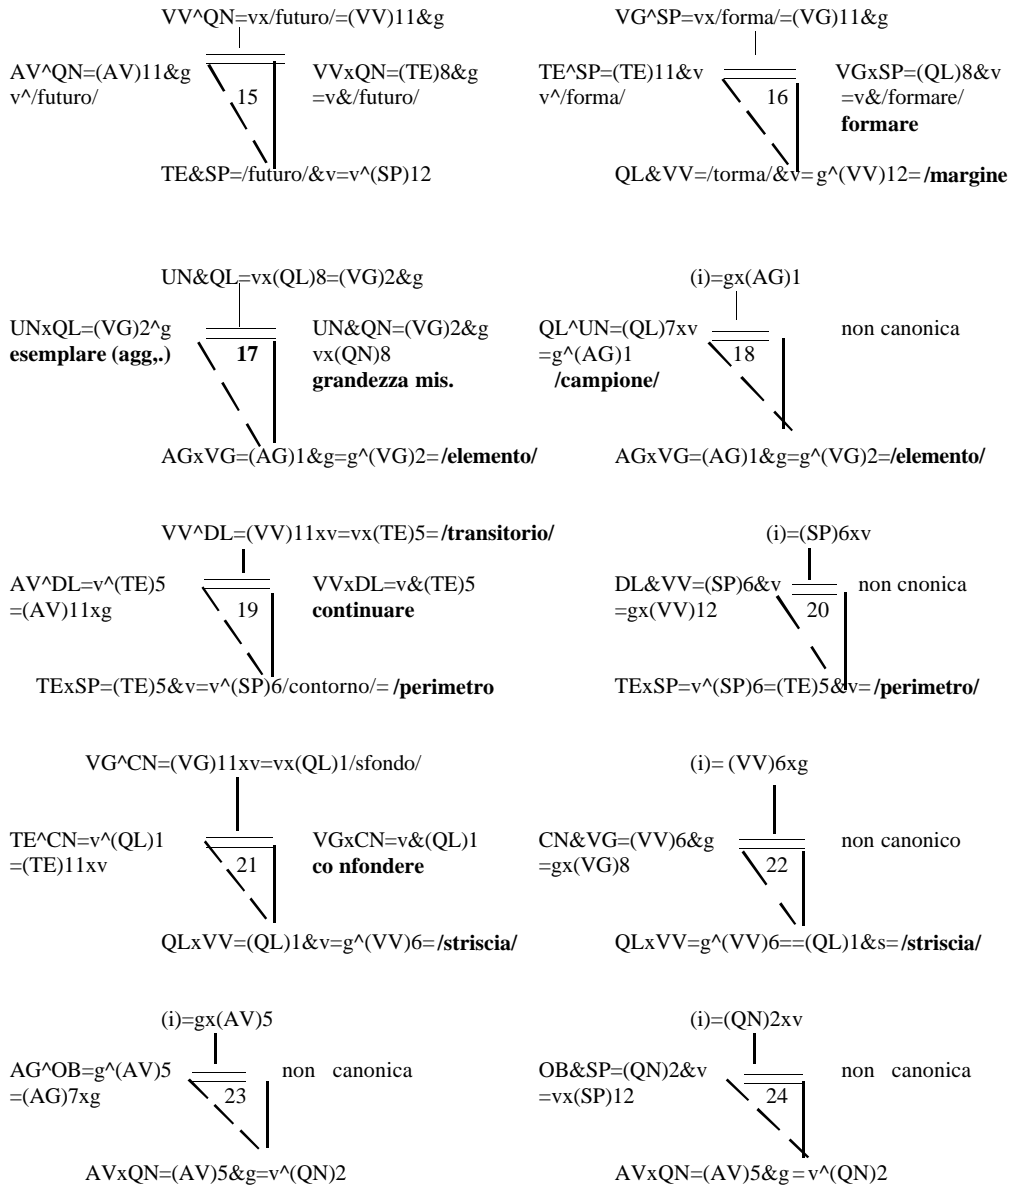 VV^QN=vx/futuro/=(VV)11&g
AV^QN=(AV)11&g
v^/futuro/
15
VVxQN=(TE)8&g
=v&/futuro/
TE&SP=/futuro/&v=v^(SP)12
VG^SP=vx/forma/=(VG)11&g
TE^SP=(TE)11&v
v^/forma/
16
VGxSP=(QL)8&v
=v&/formare/
formare
QL&VV=/torma/&v=g^(VV)12=/margine
UN&QL=vx(QL)8=(VG)2&g
UNxQL=(VG)2^g
esemplare (agg,.)
17
UN&QN=(VG)2&g
vx(QN)8
grandezza mis.
AGxVG=(AG)1&g=g^(VG)2=/elemento/
(i)=gx(AG)1
QL^UN=(QL)7xv
=g^(AG)1
/campione/
18
non canonica
AGxVG=(AG)1&g=g^(VG)2=/elemento/
VV^DL=(VV)11xv=vx(TE)5=/transitorio/
AV^DL=v^(TE)5
=(AV)11xg
19
VVxDL=v&(TE)5
continuare
TExSP=(TE)5&v=v^(SP)6/contorno/=/perimetro
(i)=(SP)6xv
DL&VV=(SP)6&v
=gx(VV)12
20
non cnonica
TExSP=v^(SP)6=(TE)5&v=/perimetro/
VG^CN=(VG)11xv=vx(QL)1/sfondo/
TE^CN=v^(QL)1
=(TE)11xv
21
VGxCN=v&(QL)1
co nfondere
QLxVV=(QL)1&v=g^(VV)6=/striscia/
(i)= (VV)6xg
CN&VG=(VV)6&g
=gx(VG)8
22
non canonico
QLxVV=g^(VV)6==(QL)1&s=/striscia/
(i)=gx(AV)5
AG^OB=g^(AV)5
=(AG)7xg
23
non canonica
AVxQN=(AV)5&g=v^(QN)2
(i)=(QN)2xv
OB&SP=(QN)2&v
=vx(SP)12
24
non canonica
AVxQN=(AV)5&g=v^(QN)2